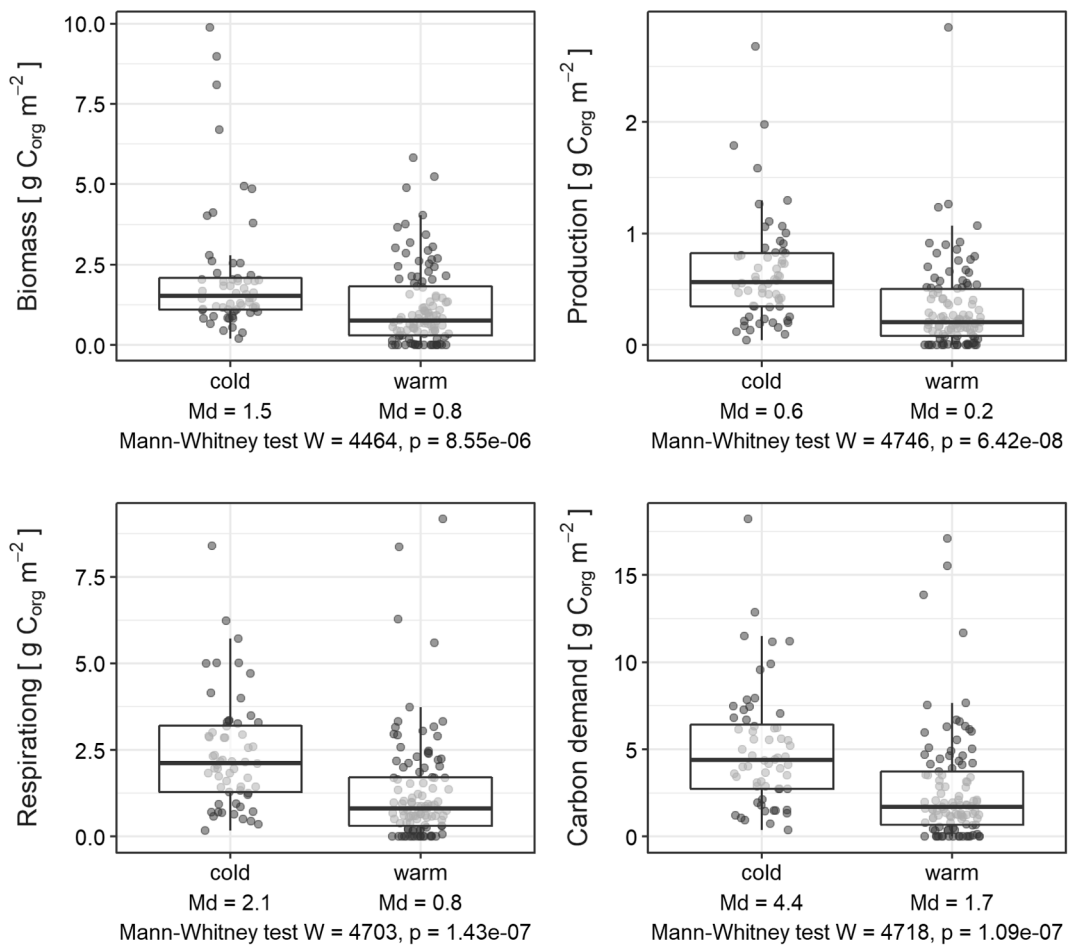 Biomass [ g Corg m−2 ]
10.0
7.5
5.0
2.5
0.0
cold warm
Md = 1.5 Md = 0.8
Mann-Whitney test W = 4464, p = 8.55e-06
Production [ g Corg m−2 ]
2
1
0
cold warm
Md = 0.6 Md = 0.2
Mann-Whitney test W = 4746, p = 6.42e-08
Respirationg [ g Corg m−2 ]
7.5
5.0
2.5
0.0
cold warm
Md = 2.1 Md = 0.8
Mann-Whitney test W = 4703, p = 1.43e-07
Carbon demand [ g Corg m−2 ]
15
10
5
0
cold warm
Md = 4.4 Md = 1.7
Mann-Whitney test W = 4718, p = 1.09e-07